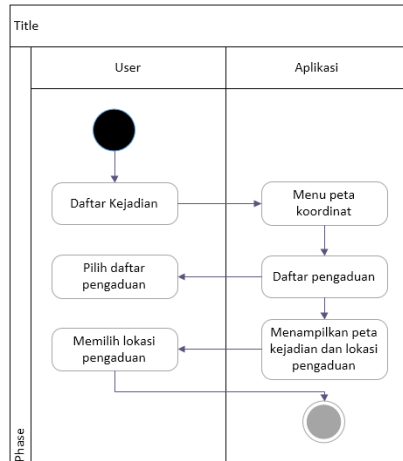 Title
User
Aplikasi
Daftar Kejadian
Menu peta
koordinat
Pilih daftar
pengaduan
Daftar pengaduan
Memilih lokasi
pengaduan
Menampilkan peta
kejadian dan lokasi
pengaduan
Phase